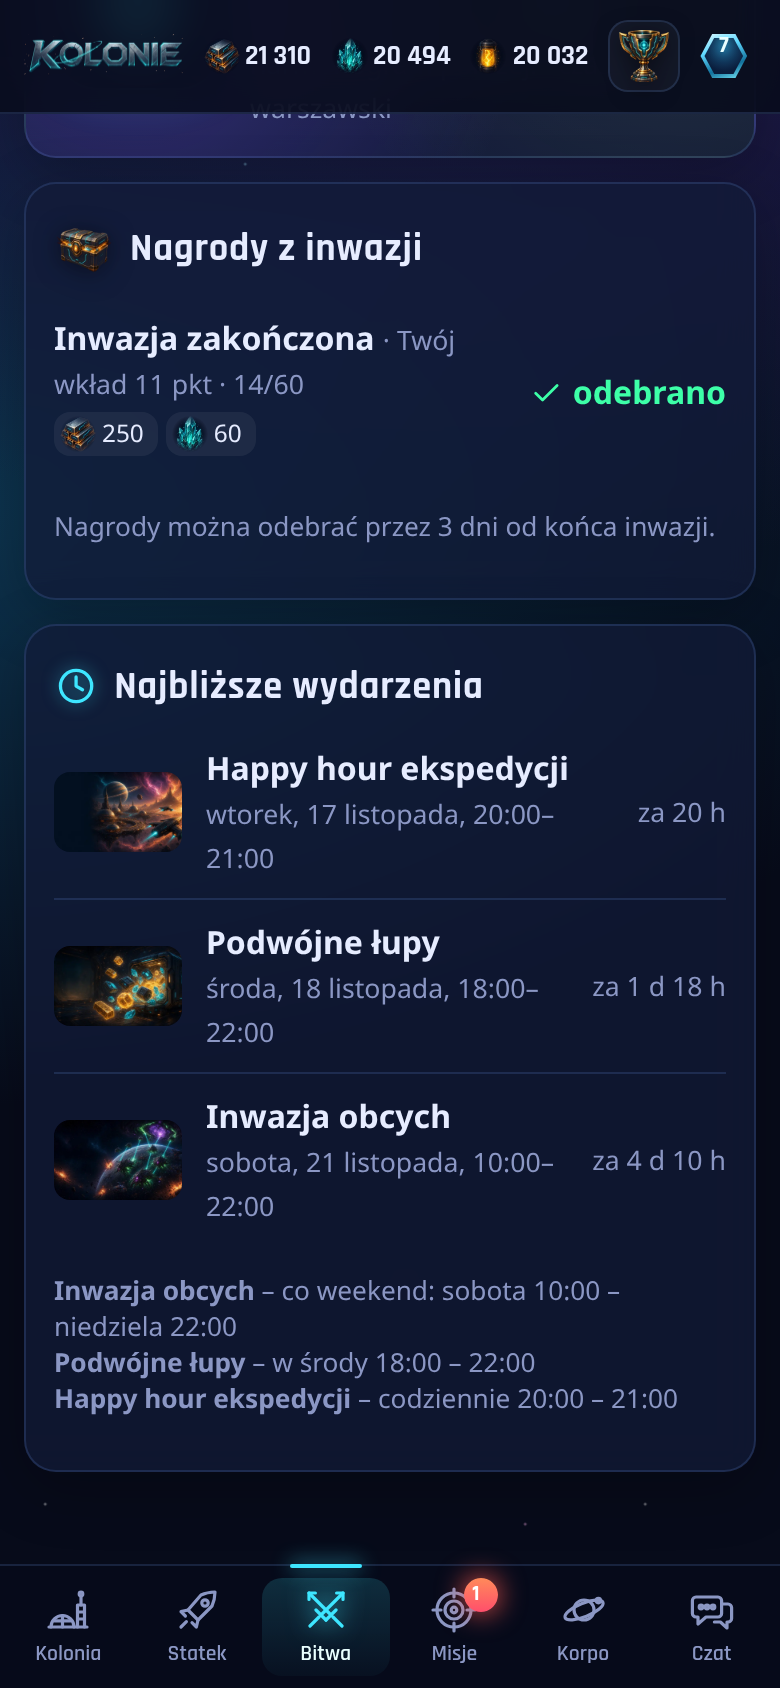 KOLONIE 21 310 20 494 20 032 7
warszawski
Nagrody z inwazji
Inwazja zakończona · Twój
wkład 11 pkt · 14/60
odebrano
250 60
Nagrody można odebrać przez 3 dni od końca inwazji.
Najbliższe wydarzenia
Happy hour ekspedycji
wtorek, 17 listopada, 20:00–
21:00
za 20 h
Podwójne łupy
środa, 18 listopada, 18:00–
22:00
za 1 d 18 h
Inwazja obcych
sobota, 21 listopada, 10:00–
22:00
za 4 d 10 h
Inwazja obcych – co weekend: sobota 10:00 –
niedziela 22:00
Podwójne łupy – w środy 18:00 – 22:00
Happy hour ekspedycji – codziennie 20:00 – 21:00
1
Kolonia Statek Bitwa Misje Korpo Czat